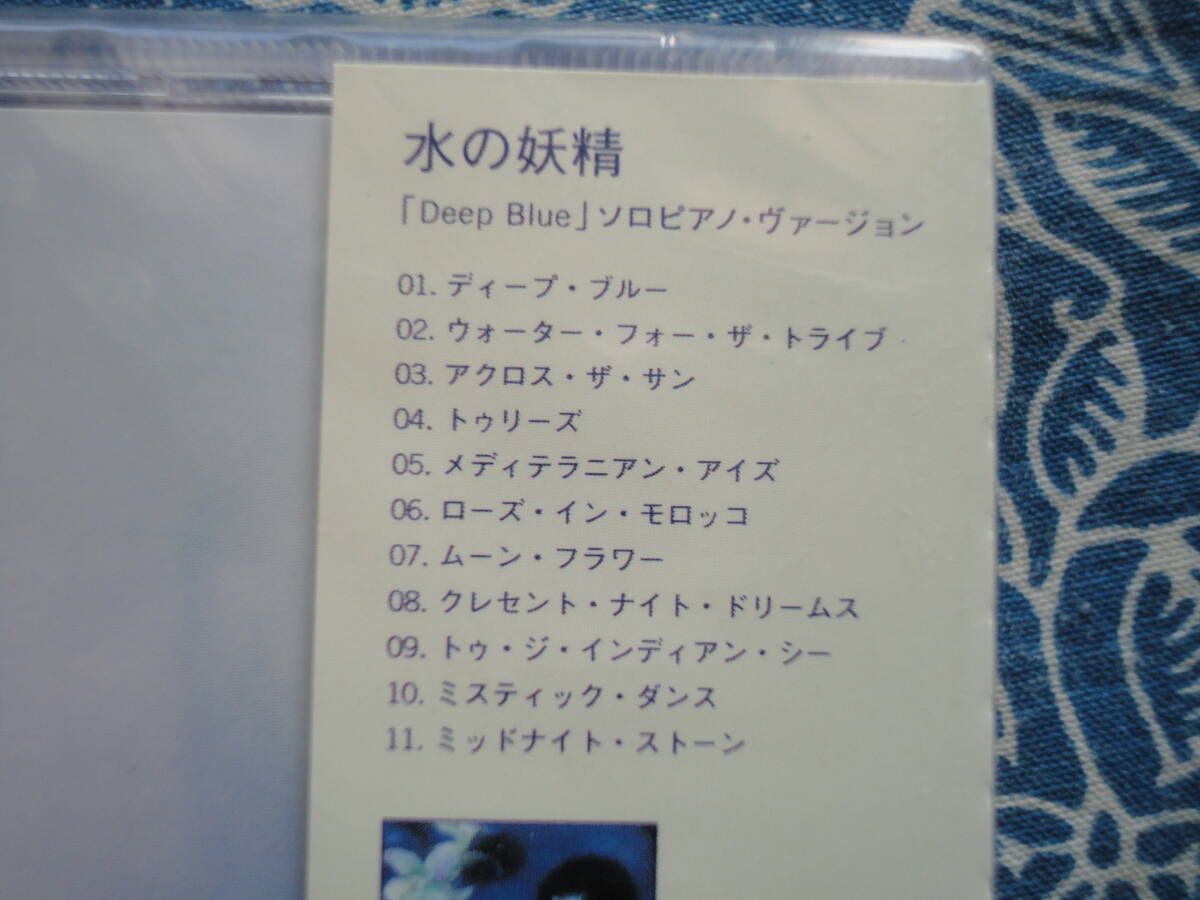 水の妖精
「Deep Blue」ソロピアノ・ヴァージョン
01. ディープ・ブルー
02. ウォーター・フォー・ザ・トライブ
03. アクロス・ザ・サン
04. トゥリーズ
05. メディテラニアン・アイズ
06. ローズ・イン・モロッコ
07. ムーン・フラワー
08. クレセント・ナイト・ドリームス
09. トゥ・ジ・インディアン・シー
10. ミスティック・ダンス
11. ミッドナイト・ストーン